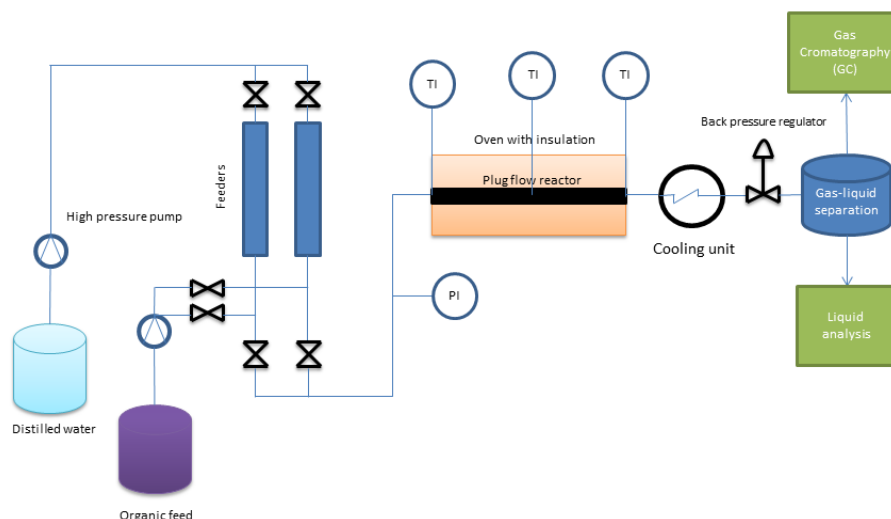 Gas
Cromatography
(GC)
TI
TI
TI
Back pressure regulator
Oven with insulation
Feeders
Plug flow reactor
Gas-liquid
separation
High pressure pump
Cooling unit
PI
Liquid
analysis
Distilled water
Organic feed